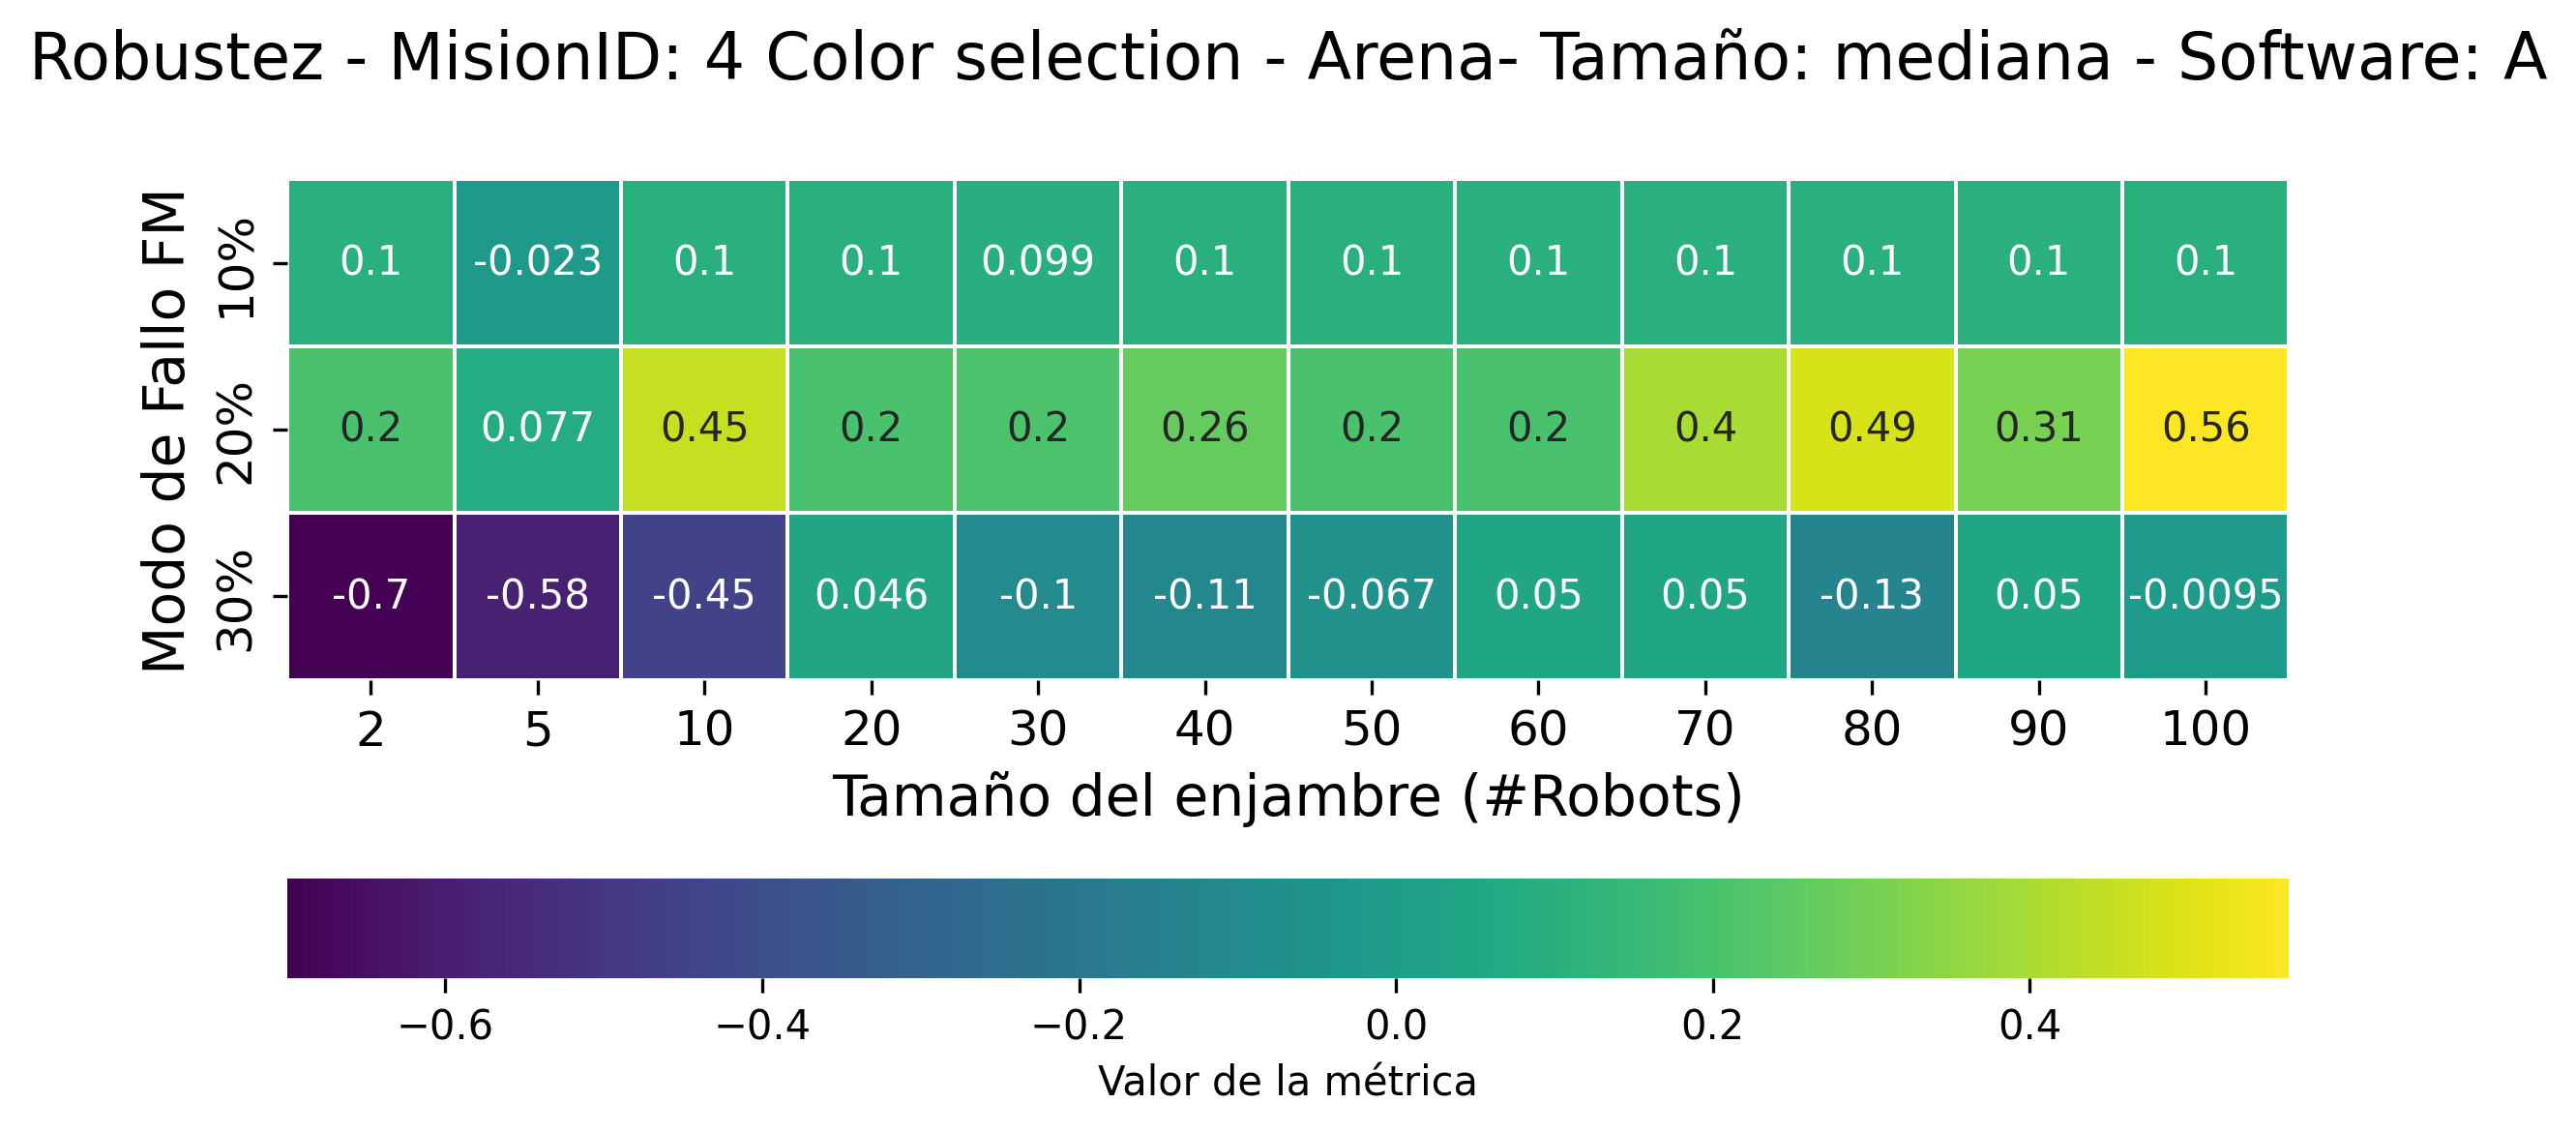 Robustez - MisionID: 4 Color selection - Arena- Tamaño: mediana - Software: A
Modo de Fallo FM
10% 0.1 -0.023 0.1 0.1 0.099 0.1 0.1 0.1 0.1 0.1 0.1 0.1
20% 0.2 0.077 0.45 0.2 0.2 0.26 0.2 0.2 0.4 0.49 0.31 0.56
30% -0.7 -0.58 -0.45 0.046 -0.1 -0.11 -0.067 0.05 0.05 -0.13 0.05 -0.0095
2 5 10 20 30 40 50 60 70 80 90 100
Tamaño del enjambre (#Robots)
−0.6 −0.4 −0.2 0.0 0.2 0.4
Valor de la métrica